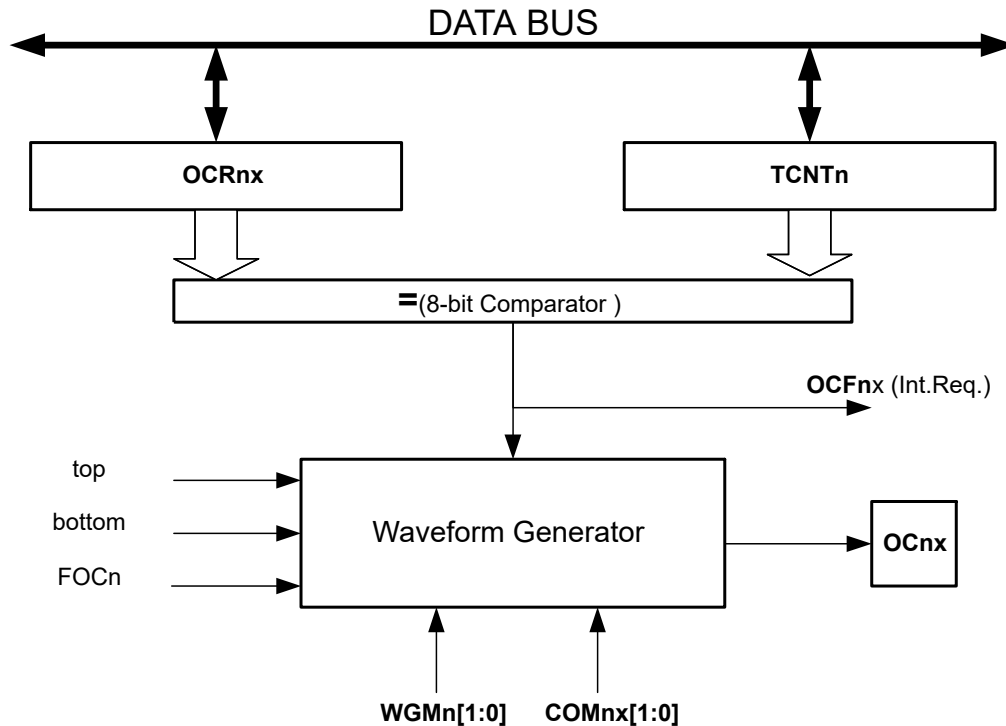 DATA BUS
OCRnx
TCNTn
=(8-bit Comparator )
OCFnx (Int.Req.)
top
bottom
FOCn
Waveform Generator
OCnx
WGMn[1:0]
COMnx[1:0]